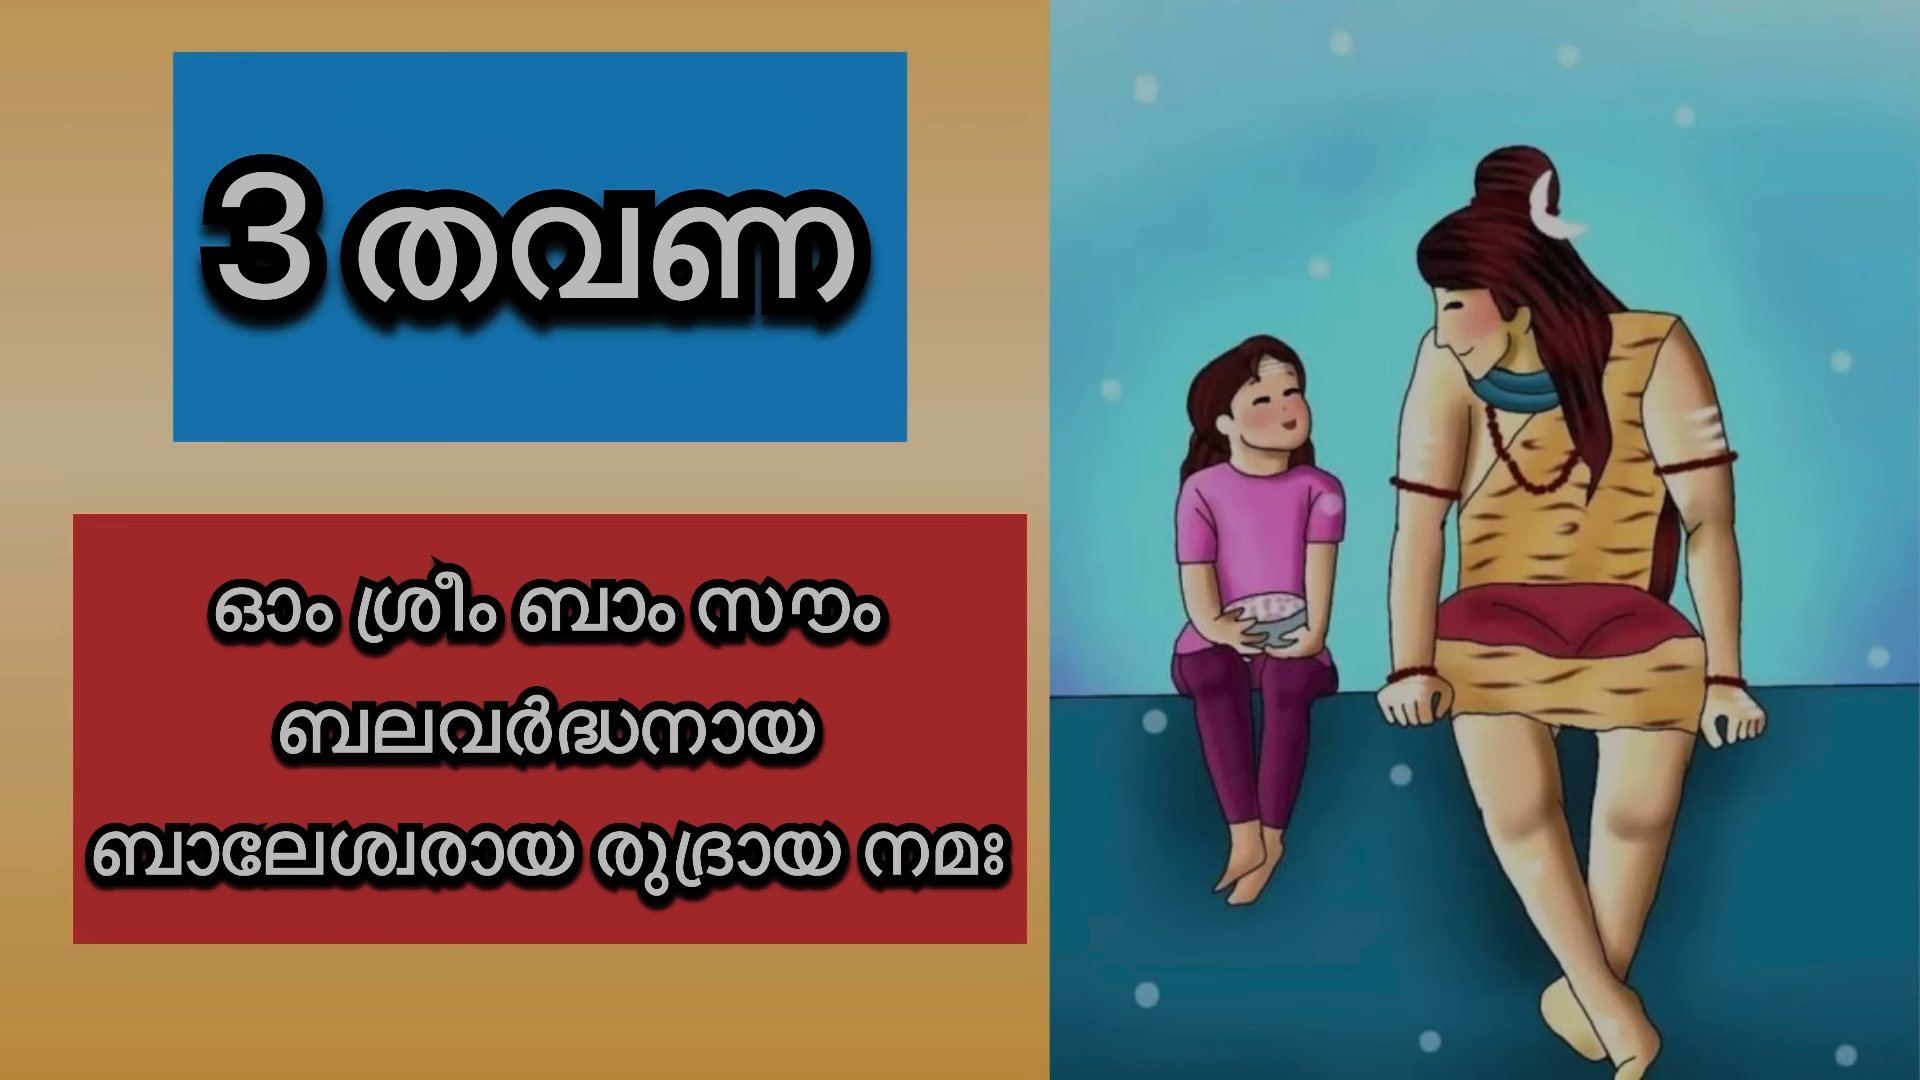 3 തവണ
ഓം ശ്രീം ബാം സൗം
ബലവർദ്ധനായ
ബാലേശ്വരായ രുദ്രായ നമഃ